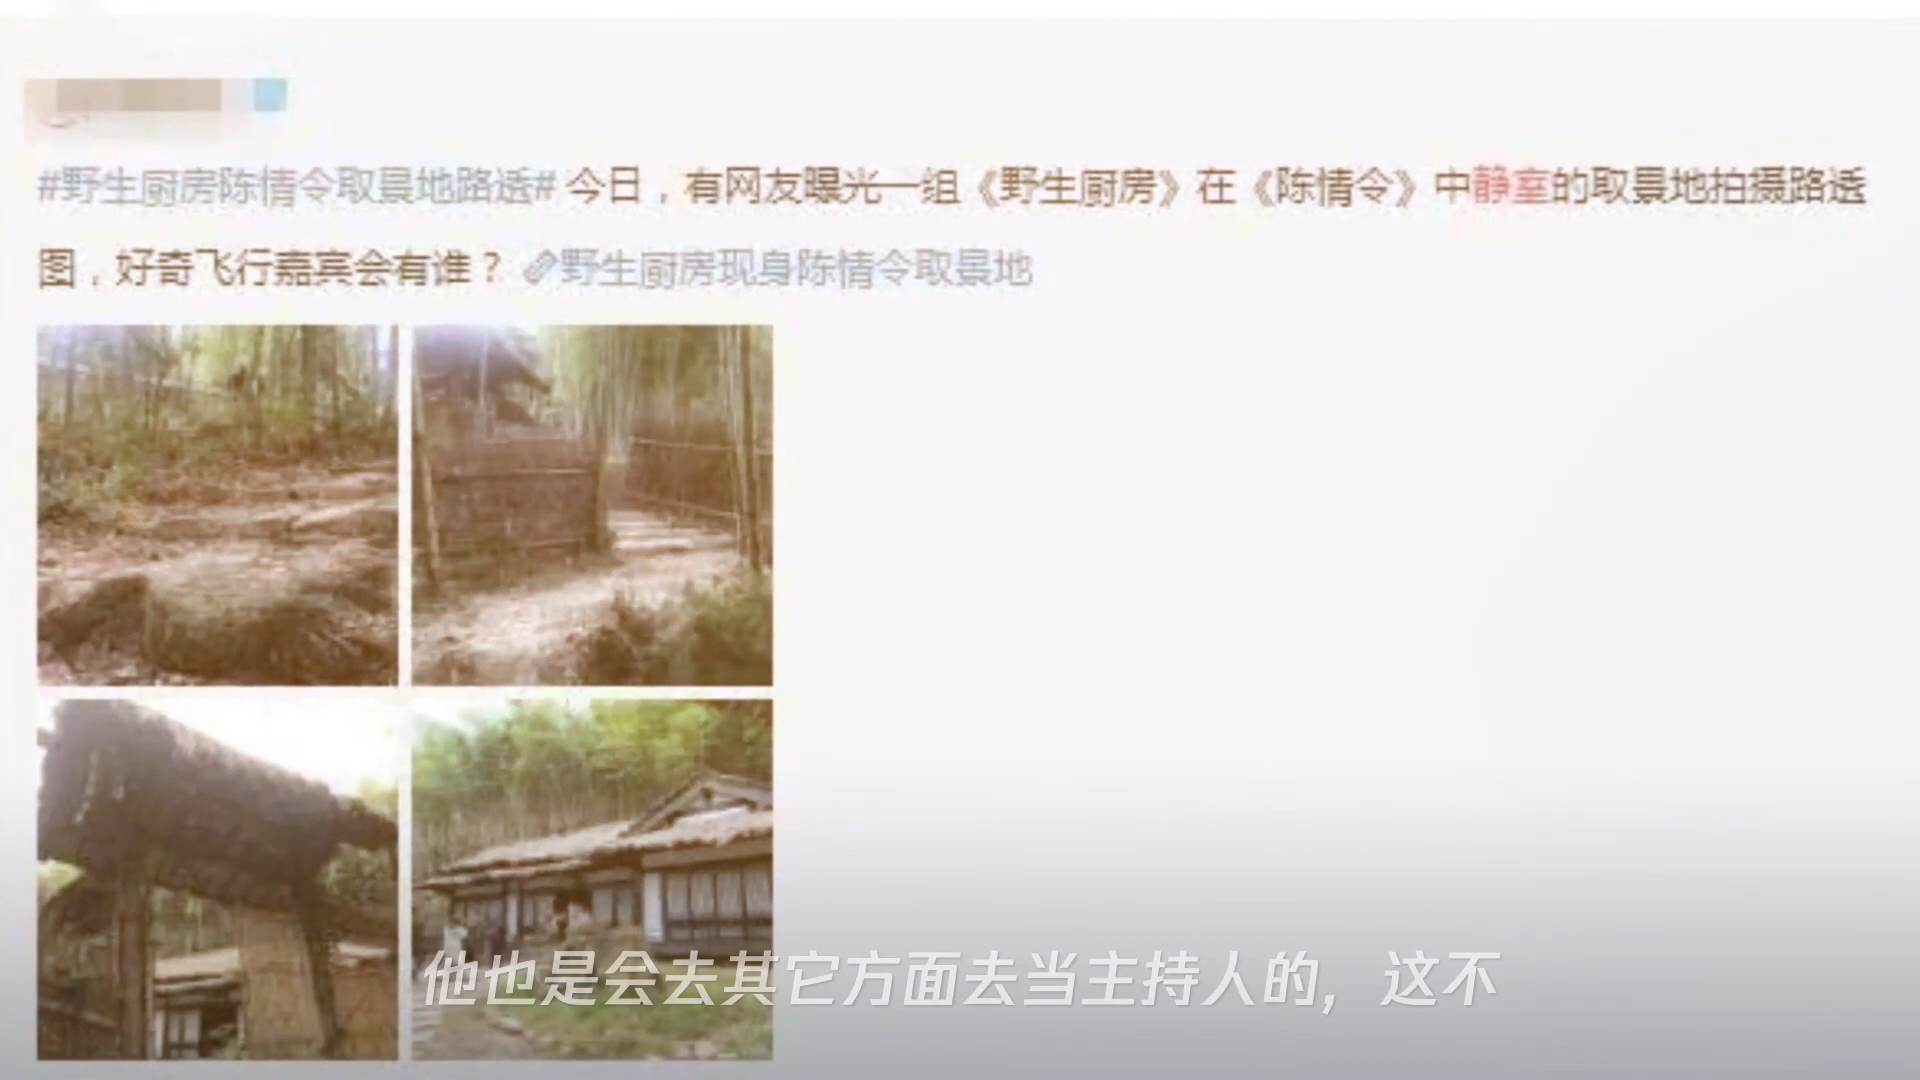 #野生厨房陈情令取景地路透# 今日，有网友曝光一组《野生厨房》在《陈情令》中静室的取景地拍摄路透
图，好奇飞行嘉宾会有谁？ 野生厨房现身陈情令取景地
他也是会去其它方面去当主持人的，这不